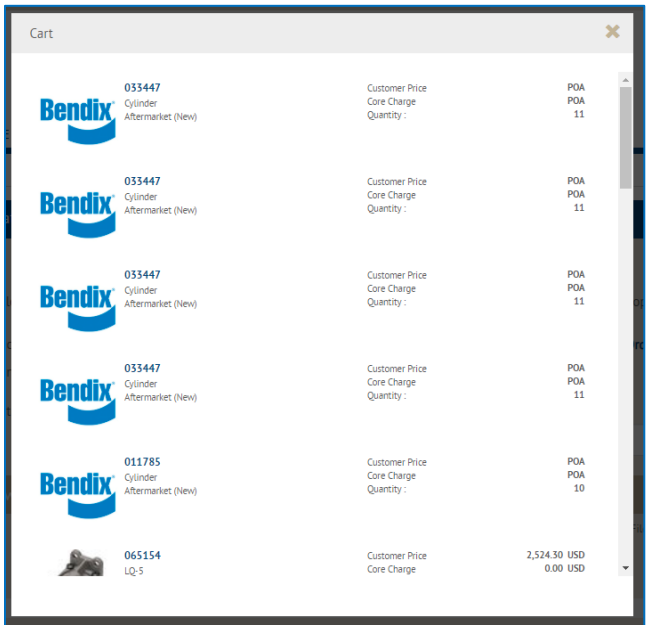 Cart
Bendix
033447
Cylinder
Aftermarket (New)
Customer Price POA
Core Charge POA
Quantity : 11
Bendix
033447
Cylinder
Aftermarket (New)
Customer Price POA
Core Charge POA
Quantity : 11
Bendix
033447
Cylinder
Aftermarket (New)
Customer Price POA
Core Charge POA
Quantity : 11
Bendix
033447
Cylinder
Aftermarket (New)
Customer Price POA
Core Charge POA
Quantity : 11
Bendix
011785
Cylinder
Aftermarket (New)
Customer Price POA
Core Charge POA
Quantity : 10
065154
LQ-5
Customer Price 2,524.30 USD
Core Charge 0.00 USD